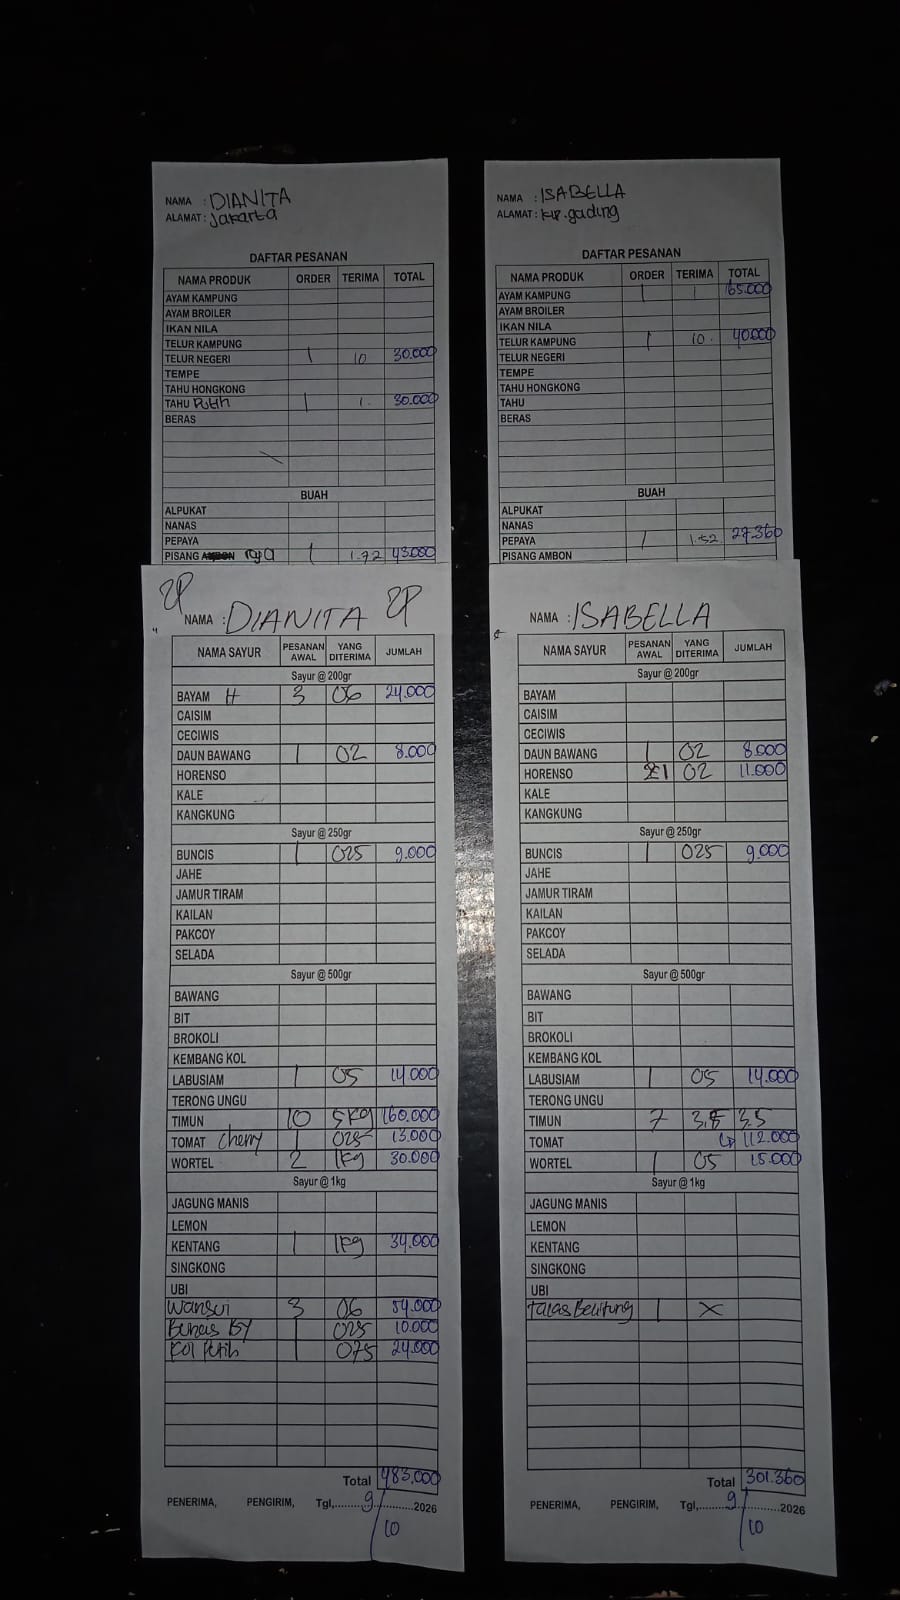 NAMA : DIANITA
ALAMAT : Jakarta
DAFTAR PESANAN
NAMA PRODUK ORDER TERIMA TOTAL
AYAM KAMPUNG
AYAM BROILER
IKAN NILA
TELUR KAMPUNG
TELUR NEGERI 1 10 30.000
TEMPE
TAHU HONGKONG
TAHU Putih 1 1. 30.000
BERAS
BUAH
ALPUKAT
NANAS
PEPAYA
PISANG raja 1 1.72 43.000
2P 2P
NAMA : DIANITA
NAMA SAYUR PESANAN AWAL YANG DITERIMA JUMLAH
Sayur @ 200gr
BAYAM H 3 06 24.000
CAISIM
CECIWIS
DAUN BAWANG 1 02 8.000
HORENSO
KALE
KANGKUNG
Sayur @ 250gr
BUNCIS 1 025 9.000
JAHE
JAMUR TIRAM
KAILAN
PAKCOY
SELADA
Sayur @ 500gr
BAWANG
BIT
BROKOLI
KEMBANG KOL
LABUSIAM 1 05 14.000
TERONG UNGU
TIMUN 10 5kg 160.000
TOMAT Cherry 1 025 13.000
WORTEL 2 1kg 30.000
Sayur @ 1kg
JAGUNG MANIS
LEMON
KENTANG 1 1kg 34.000
SINGKONG
UBI
Wansui 3 06 54.000
Buncis BY 1 025 10.000
Kol Putih 1 075 24.000
Total 483.000
PENERIMA, PENGIRIM, Tgl,......9/10......2026
NAMA : ISABELLA
ALAMAT : klp.gading
DAFTAR PESANAN
NAMA PRODUK ORDER TERIMA TOTAL
AYAM KAMPUNG 1 1 65.000
AYAM BROILER
IKAN NILA
TELUR KAMPUNG 1 10. 40.000
TELUR NEGERI
TEMPE
TAHU HONGKONG
TAHU
BERAS
BUAH
ALPUKAT
NANAS
PEPAYA 1 1.52 27.360
PISANG AMBON
NAMA : ISABELLA
NAMA SAYUR PESANAN AWAL YANG DITERIMA JUMLAH
Sayur @ 200gr
BAYAM
CAISIM
CECIWIS
DAUN BAWANG 1 02 8.000
HORENSO 1 02 11.000
KALE
KANGKUNG
Sayur @ 250gr
BUNCIS 1 025 9.000
JAHE
JAMUR TIRAM
KAILAN
PAKCOY
SELADA
Sayur @ 500gr
BAWANG
BIT
BROKOLI
KEMBANG KOL
LABUSIAM 1 05 14.000
TERONG UNGU
TIMUN 7 3.5 3.5
TOMAT 112.000
WORTEL 1 05 15.000
Sayur @ 1kg
JAGUNG MANIS
LEMON
KENTANG
SINGKONG
UBI
Talas Belitung 1 X
Total 301.360
PENERIMA, PENGIRIM, Tgl,......9/10......2026